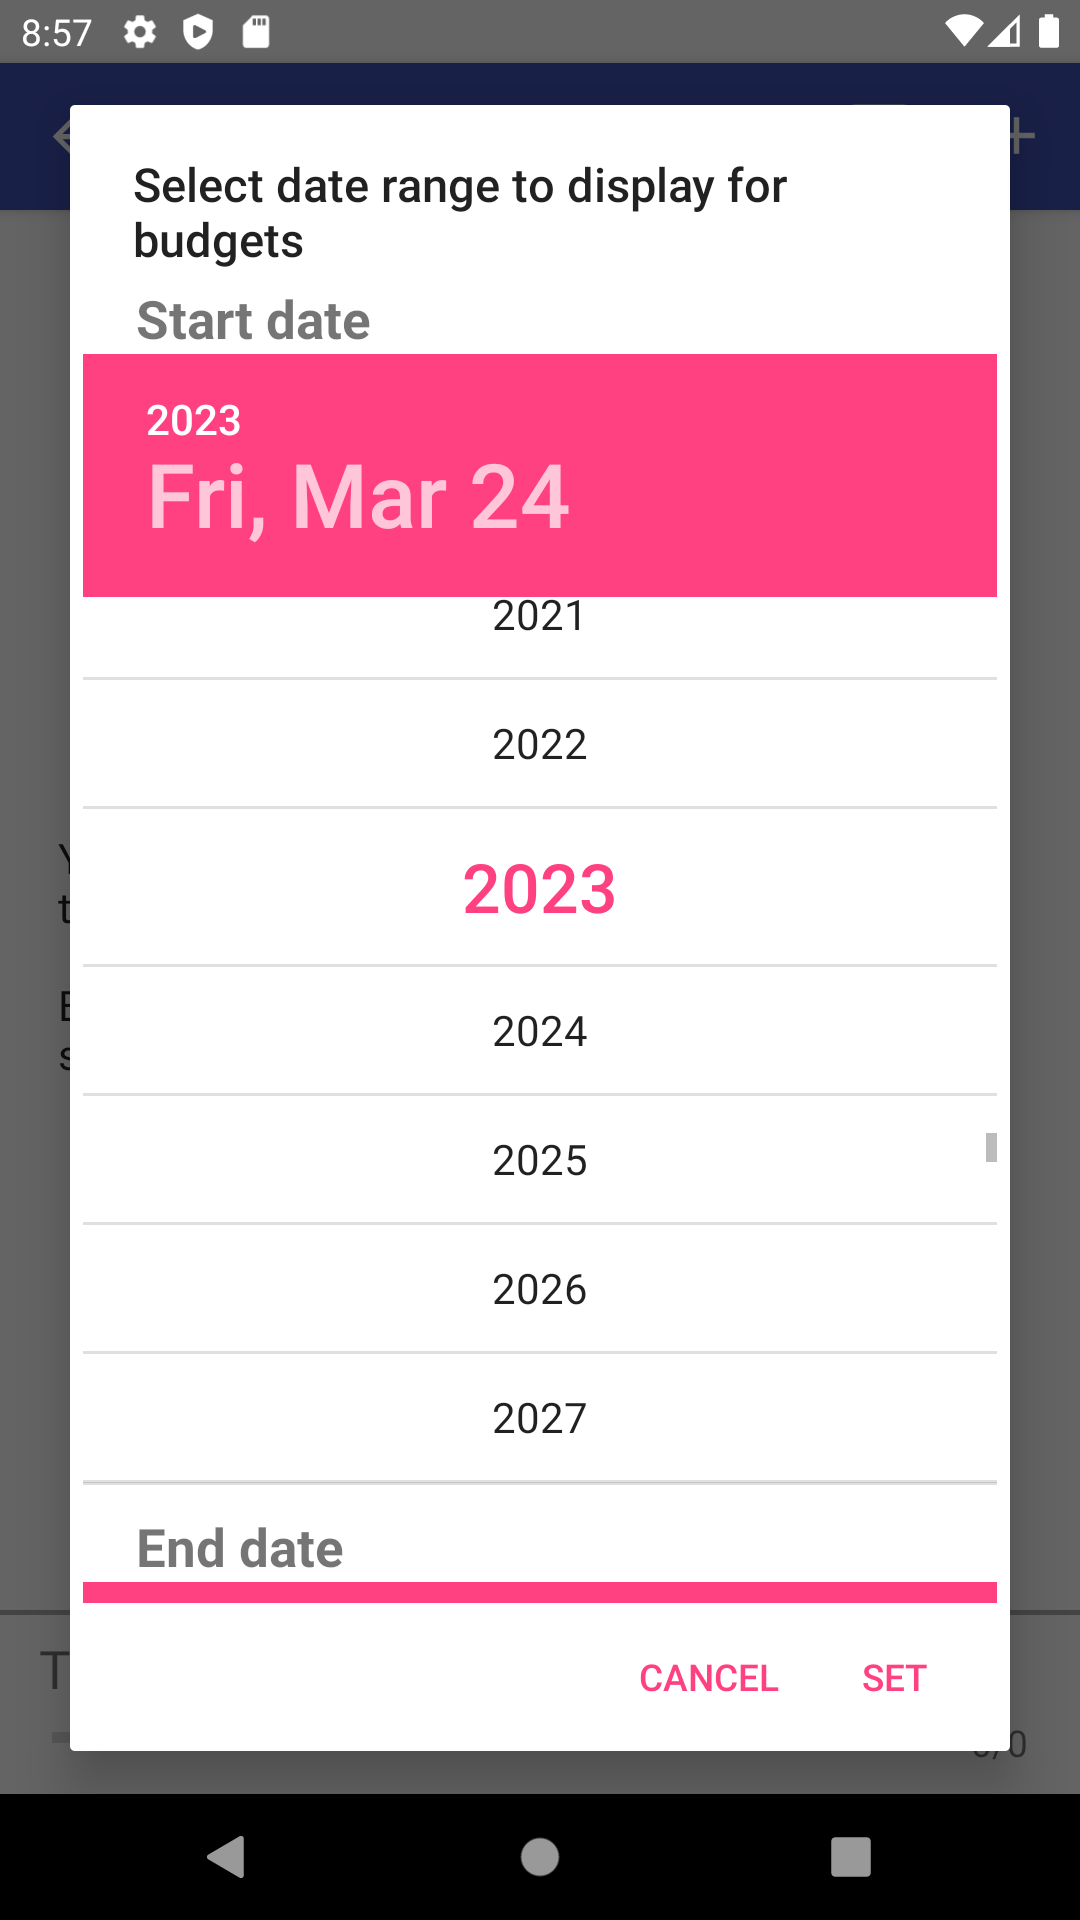 8:57
Select date range to display for
budgets
Start date
2023
Fri, Mar 24
2021
2022
2023
2024
2025
2026
2027
End date
CANCEL
SET